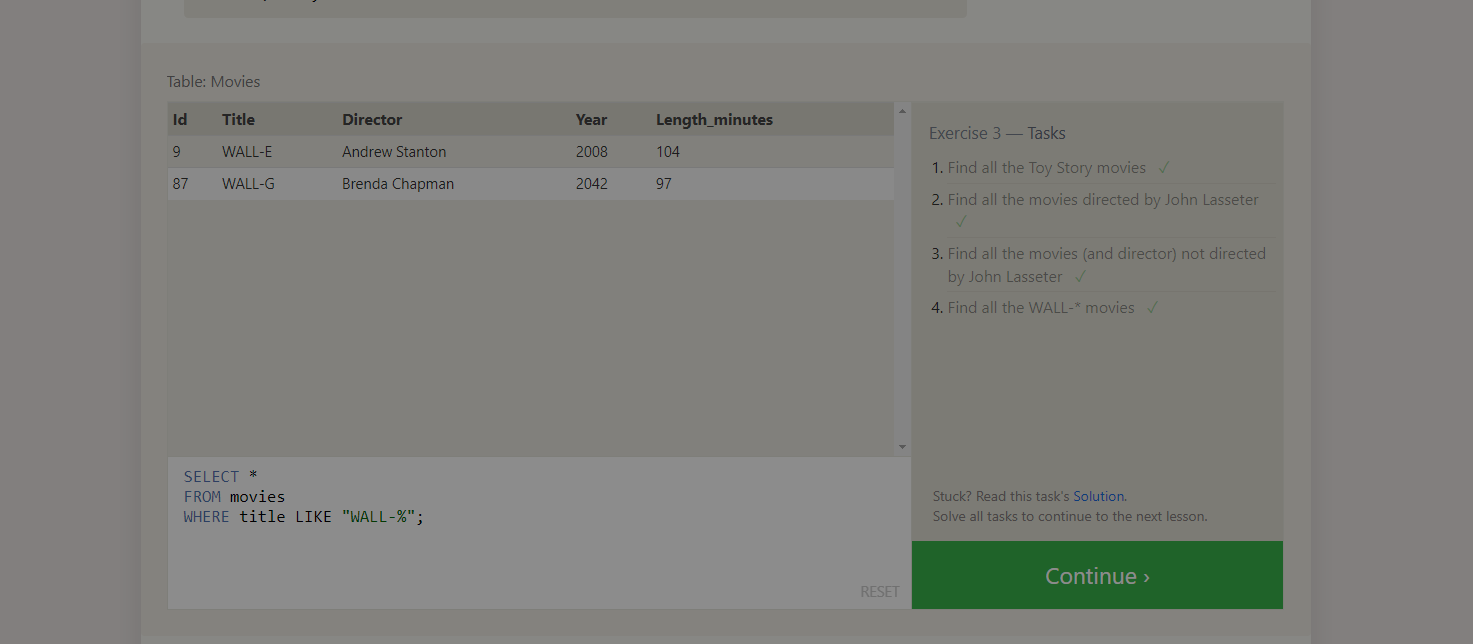 Table: Movies
Id Title Director Year Length_minutes
9 WALL-E Andrew Stanton 2008 104
87 WALL-G Brenda Chapman 2042 97
SELECT *
FROM movies
WHERE title LIKE "WALL-%";
RESET
Exercise 3 — Tasks
1. Find all the Toy Story movies ✓
2. Find all the movies directed by John Lasseter
✓
3. Find all the movies (and director) not directed
by John Lasseter ✓
4. Find all the WALL-* movies ✓
Stuck? Read this task's Solution.
Solve all tasks to continue to the next lesson.
Continue ›